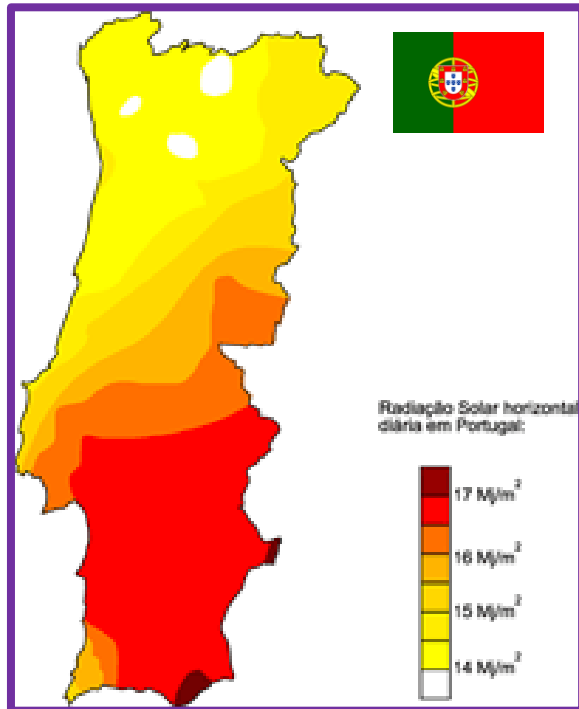 Radiação Solar horizontal
diária em Portugal:
17 Mj/m²
16 Mj/m²
15 Mj/m²
14 Mj/m²